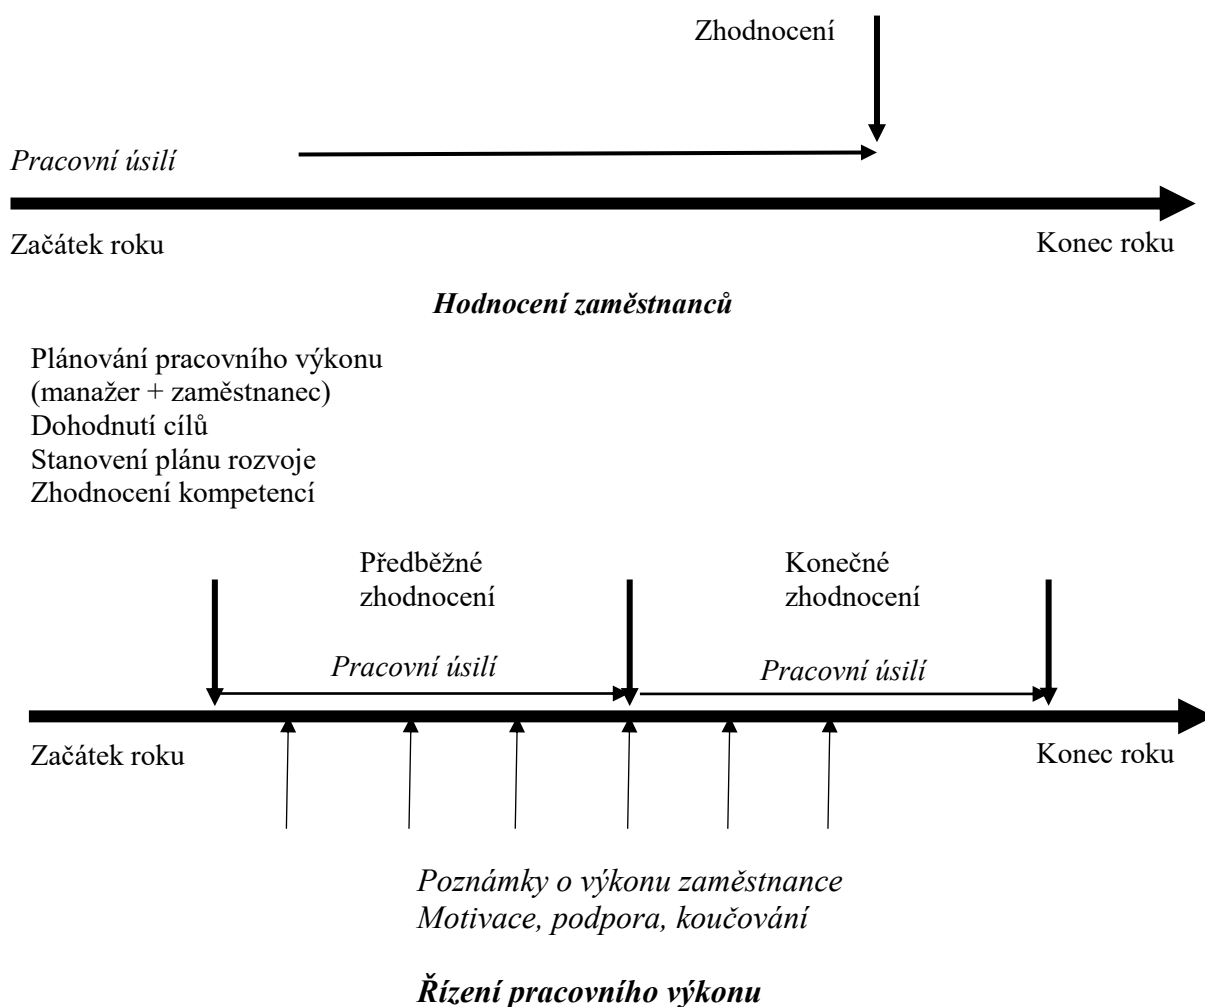 Zhodnocení
Pracovní úsilí
Začátek roku
Konec roku
Hodnocení zaměstnanců
Plánování pracovního výkonu
(manažer + zaměstnanec)
Dohodnutí cílů
Stanovení plánu rozvoje
Zhodnocení kompetencí
Předběžné
zhodnocení
Konečné
zhodnocení
Pracovní úsilí
Pracovní úsilí
Začátek roku
Konec roku
Poznámky o výkonu zaměstnance
Motivace, podpora, koučování
Řízení pracovního výkonu